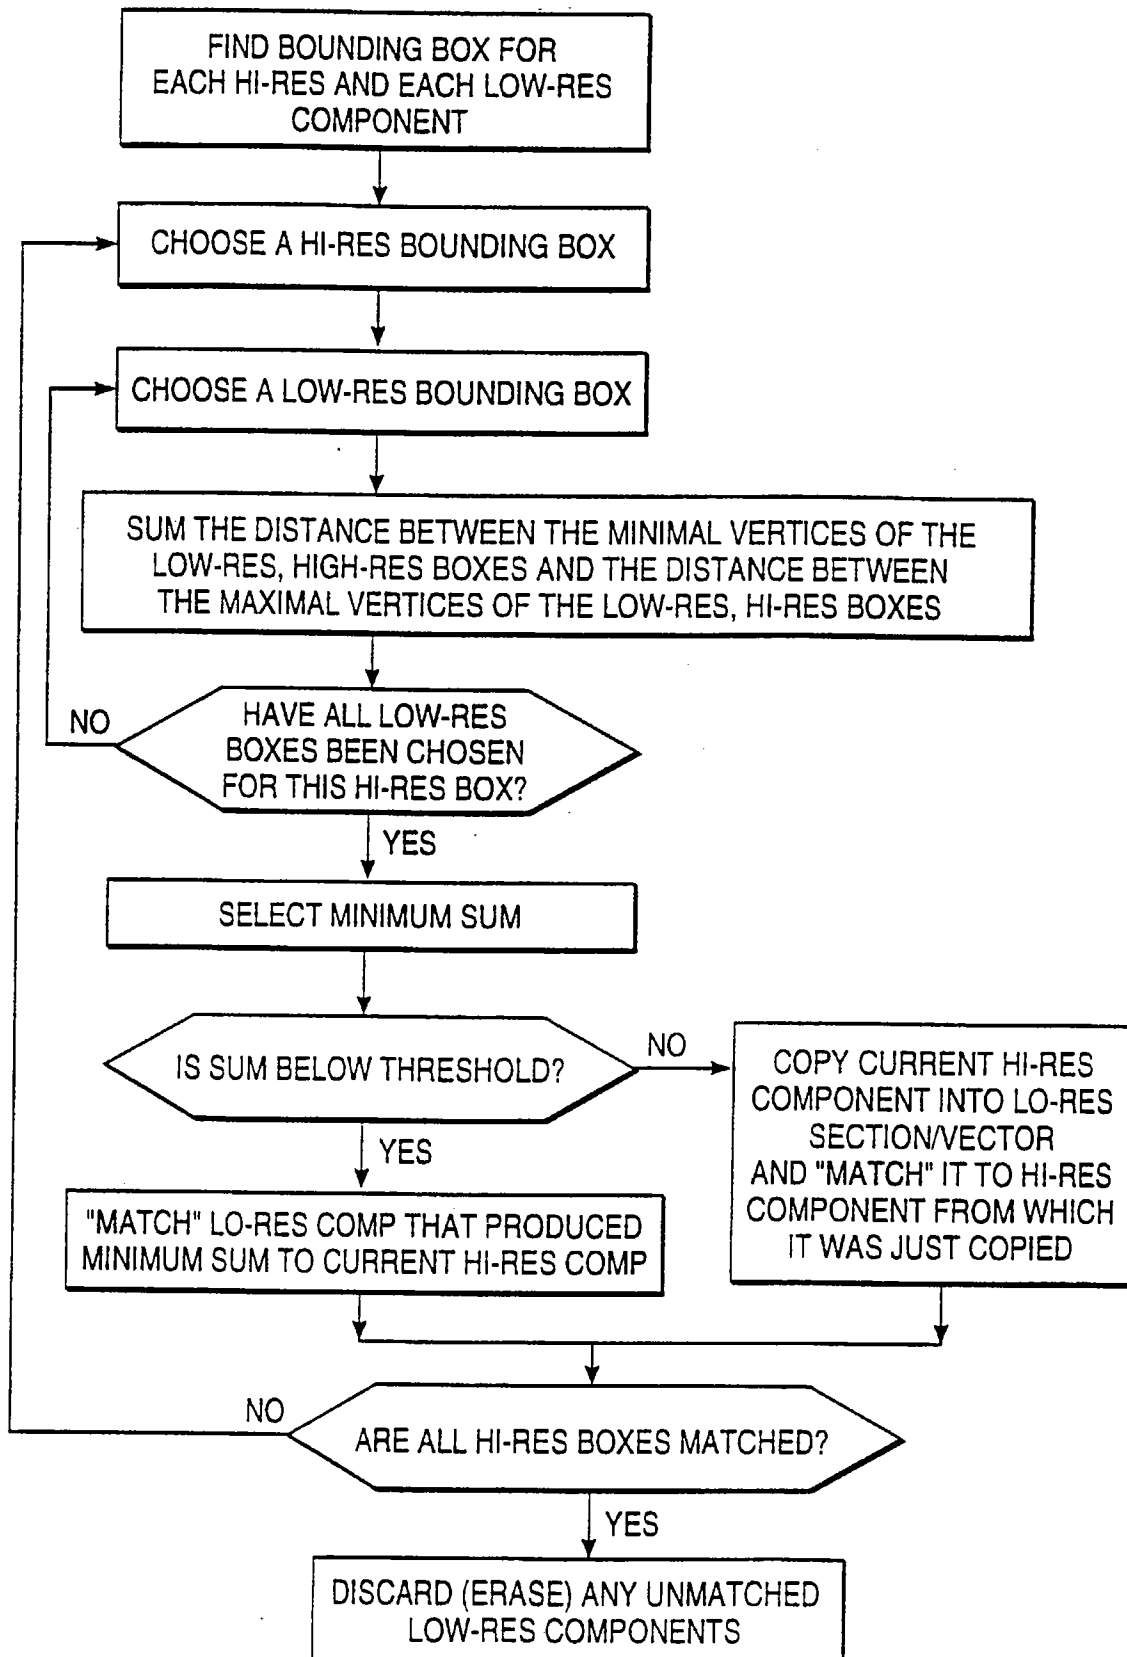 FIND BOUNDING BOX FOR
EACH HI-RES AND EACH LOW-RES
COMPONENT
CHOOSE A HI-RES BOUNDING BOX
CHOOSE A LOW-RES BOUNDING BOX
SUM THE DISTANCE BETWEEN THE MINIMAL VERTICES OF THE
LOW-RES, HIGH-RES BOXES AND THE DISTANCE BETWEEN
THE MAXIMAL VERTICES OF THE LOW-RES, HI-RES BOXES
NO
HAVE ALL LOW-RES
BOXES BEEN CHOSEN
FOR THIS HI-RES BOX?
YES
SELECT MINIMUM SUM
IS SUM BELOW THRESHOLD?
NO
YES
COPY CURRENT HI-RES
COMPONENT INTO LO-RES
SECTION/VECTOR
AND "MATCH" IT TO HI-RES
COMPONENT FROM WHICH
IT WAS JUST COPIED
"MATCH" LO-RES COMP THAT PRODUCED
MINIMUM SUM TO CURRENT HI-RES COMP
NO
ARE ALL HI-RES BOXES MATCHED?
YES
DISCARD (ERASE) ANY UNMATCHED
LOW-RES COMPONENTS